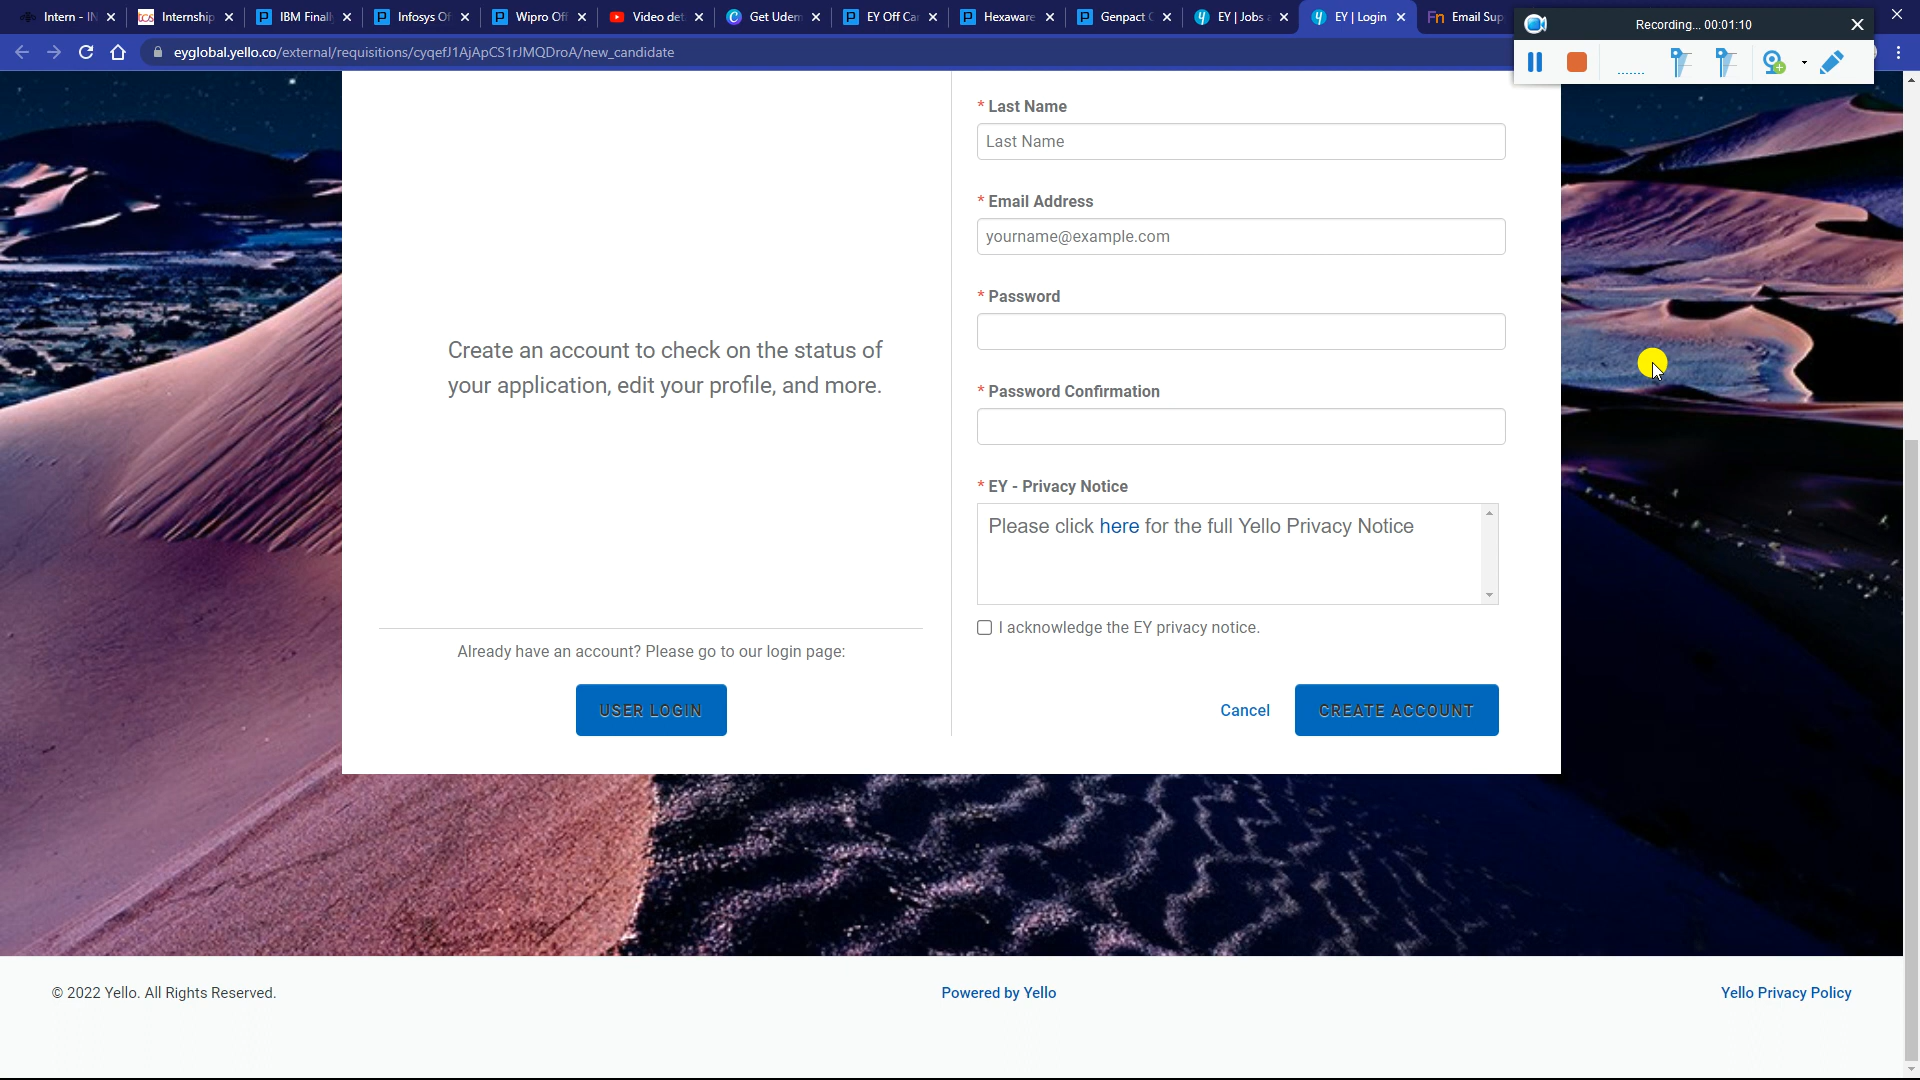 Intern - IN
Internship
IBM Final
Infosys Of
Wipro Off
Video det
Get Udem
EY Off Ca
Hexaware
Genpact
EY | Jobs
EY | Login
Email Sup
Recording... 00:01:10
eyglobal.yello.co/external/requisitions/cyqefJ1AjApCS1rJMQDroA/new_candidate
* Last Name
Last Name
* Email Address
yourname@example.com
* Password
Create an account to check on the status of
your application, edit your profile, and more.
* Password Confirmation
* EY - Privacy Notice
Please click here for the full Yello Privacy Notice
I acknowledge the EY privacy notice.
Already have an account? Please go to our login page:
USER LOGIN
Cancel
CREATE ACCOUNT
© 2022 Yello. All Rights Reserved.
Powered by Yello
Yello Privacy Policy